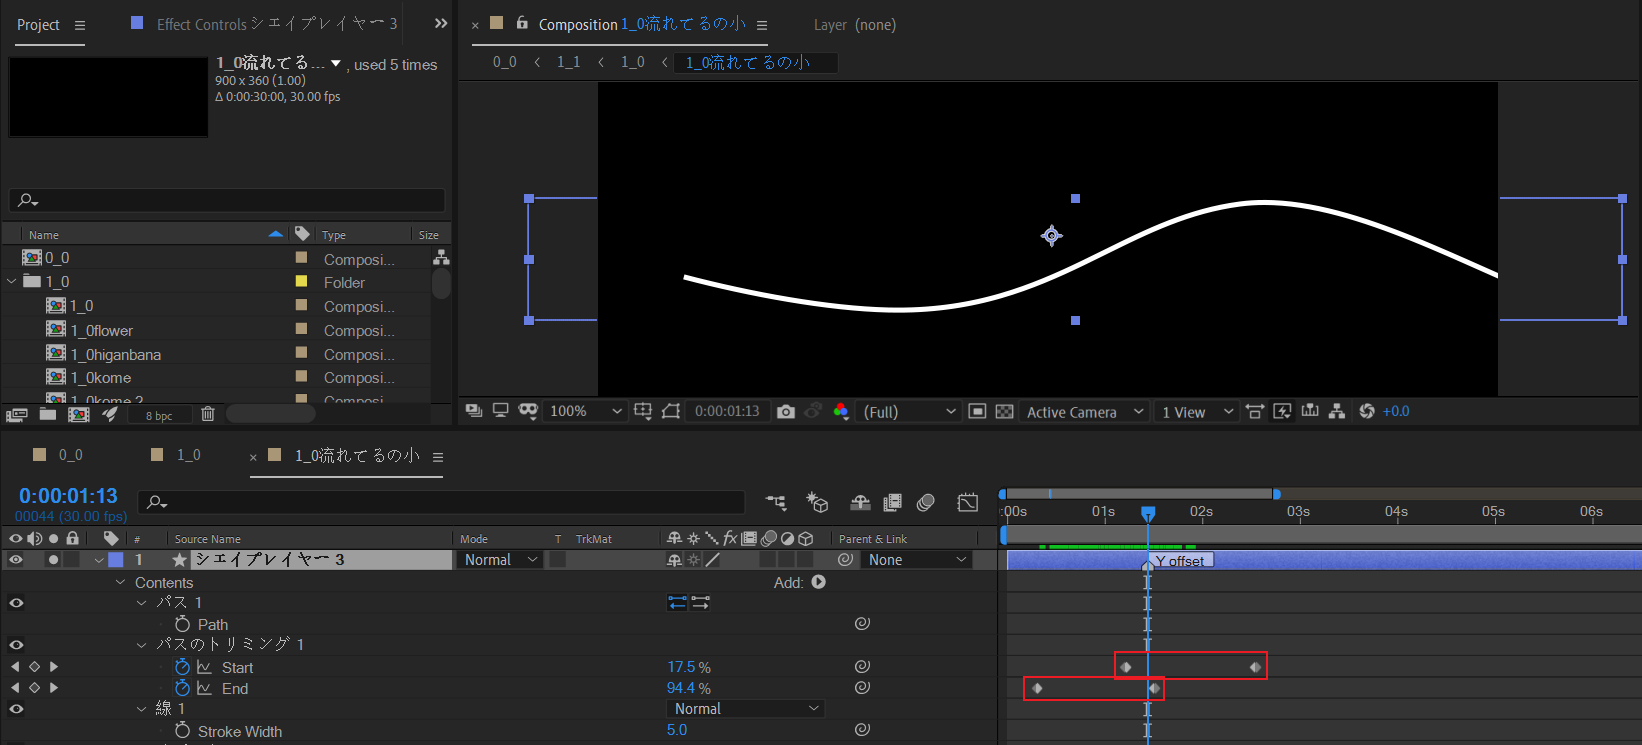 Project
Effect Controls シエイプレイヤー 3
Composition 1_0流れてるの小
Layer (none)
0_0 ‹ 1_1 ‹ 1_0 ‹ 1_0流れてるの小
1_0流れてる... ▼ , used 5 times
900 x 360 (1.00)
Δ 0:00:30:00, 30.00 fps
Name Type Size
0_0 Composi...
1_0 Folder
1_0 Composi...
1_0flower Composi...
1_0higanbana Composi...
1_0kome Composi...
1_0kome 2 Composi...
8 bpc
100% 0:00:01:13 (Full) Active Camera 1 View +0.0
0_0 1_0 × 1_0流れてるの小
0:00:01:13
00044 (30.00 fps)
:00s 01s 02s 03s 04s 05s 06s
# Source Name Mode T TrkMat Parent & Link
1 シエイプレイヤー 3 Normal None Y offset
Contents Add:
パス 1
Path
パスのトリミング 1
Start 17.5 %
End 94.4 %
線 1 Normal
Stroke Width 5.0